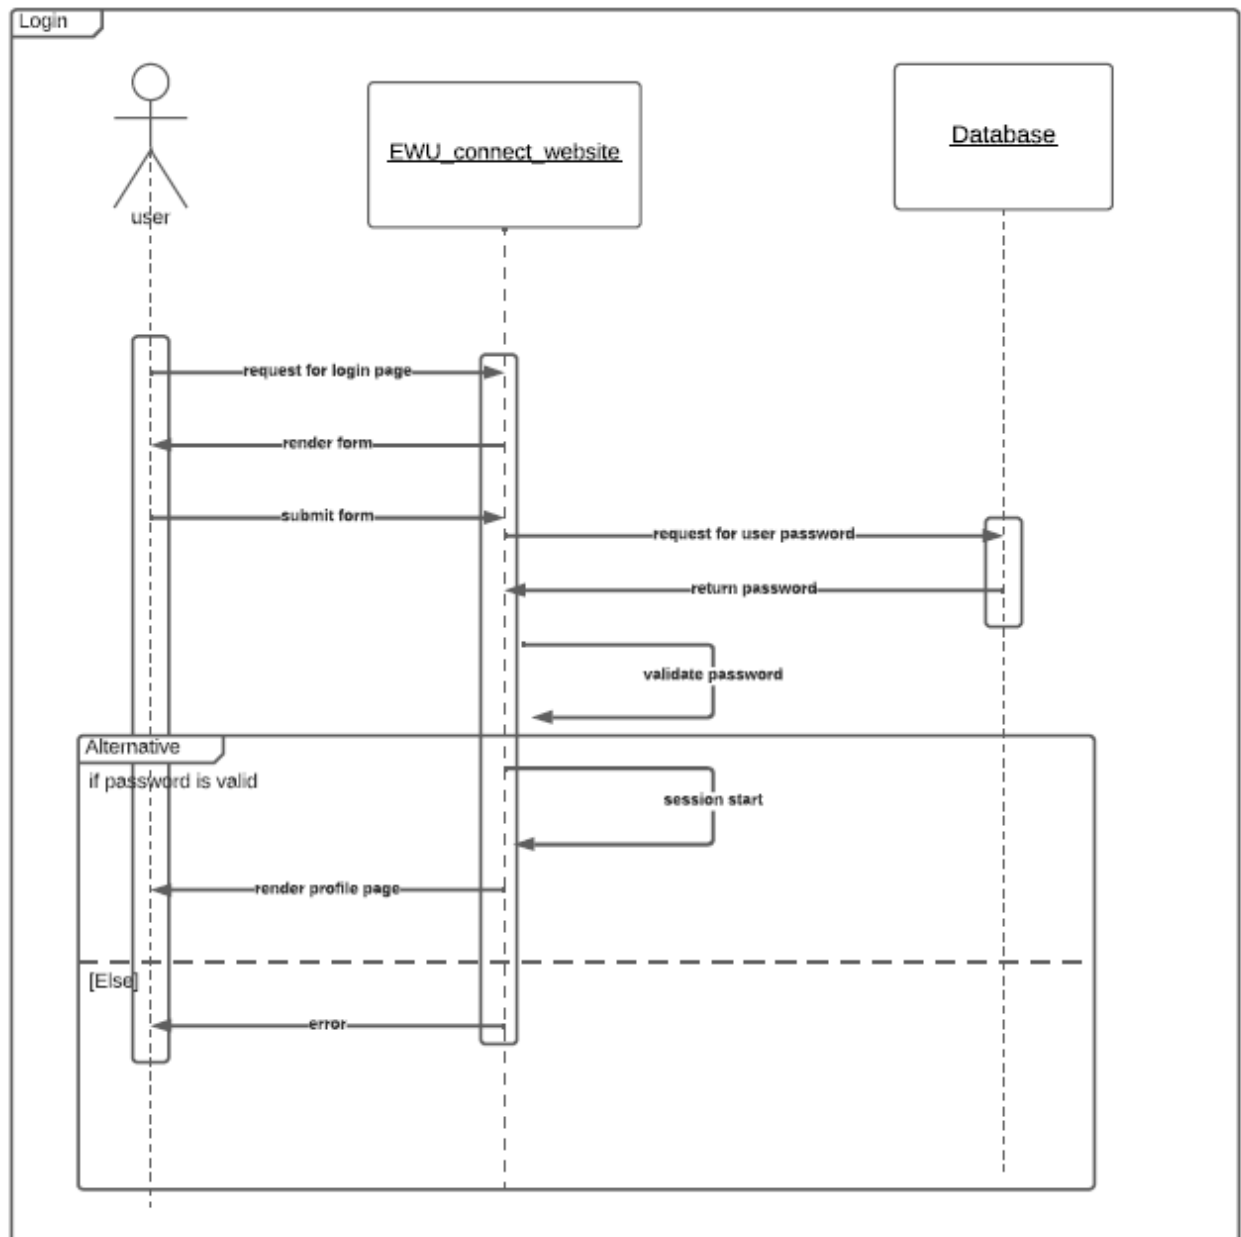 Login
user
EWU_connect_website
Database
request for login page
render form
submit form
request for user password
return password
validate password
Alternative
if password is valid
session start
render profile page
[Else]
error